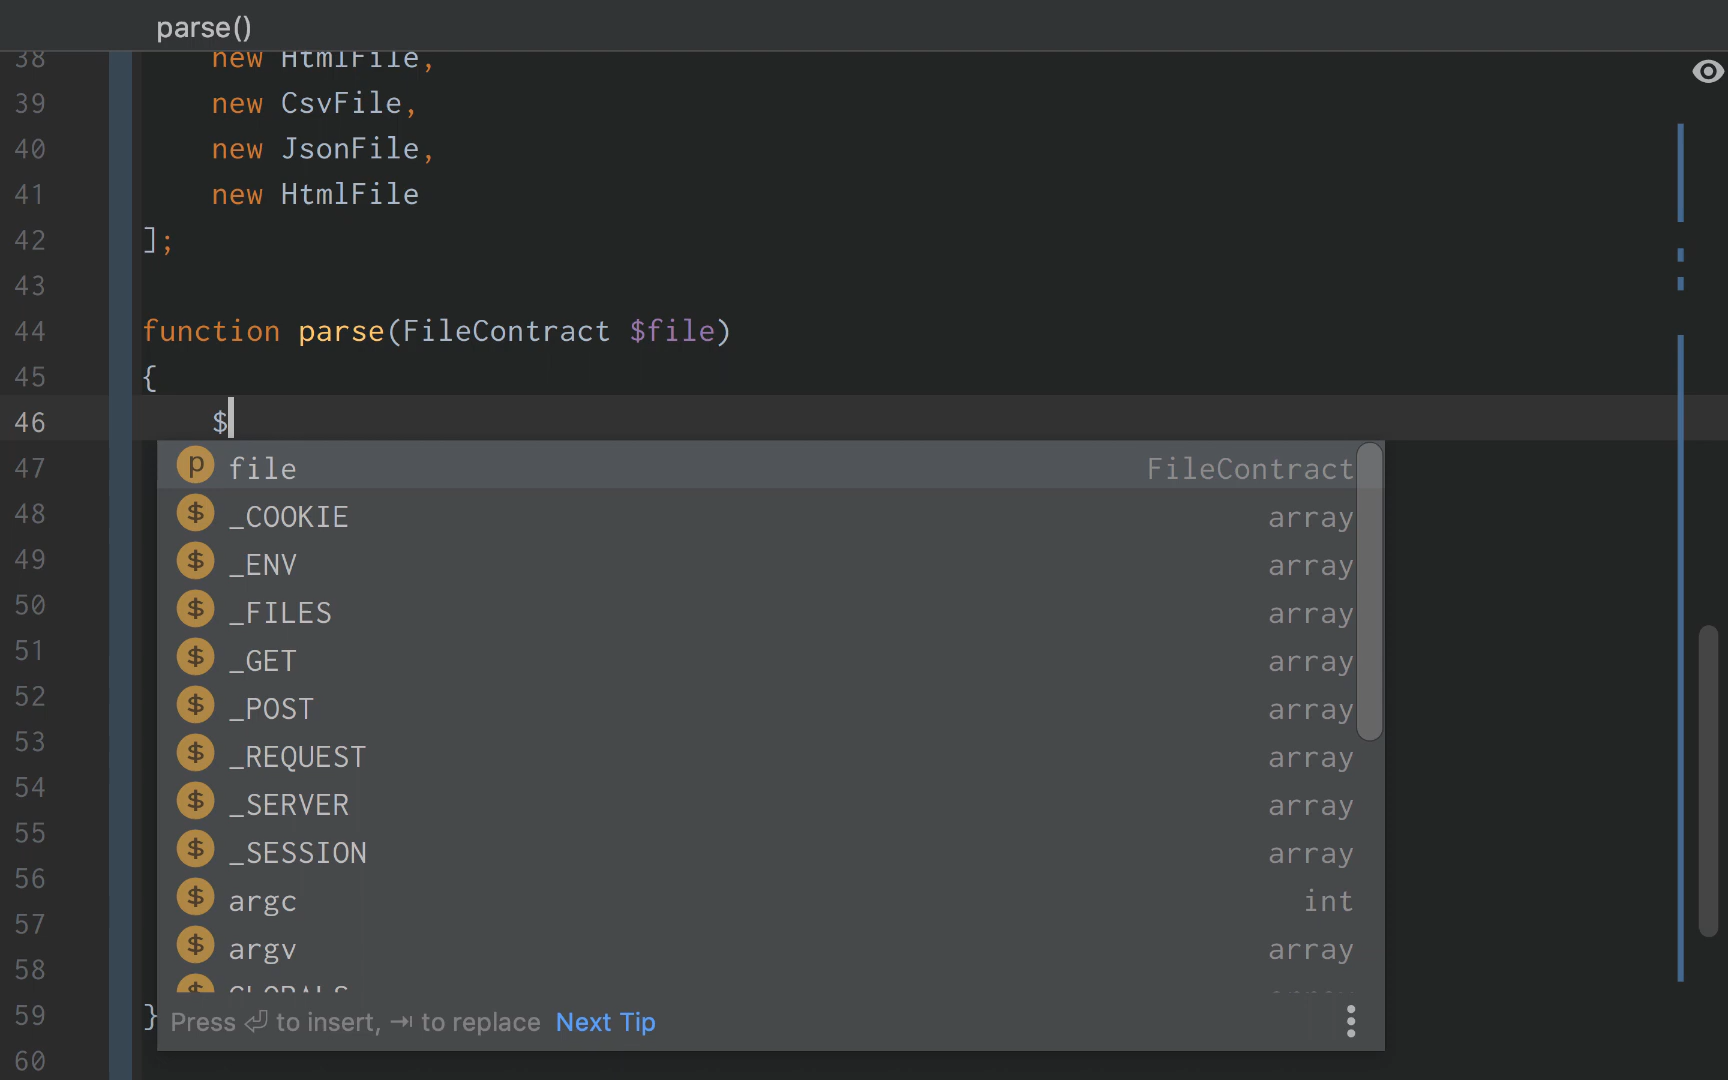 parse()
38 new HtmlFile,
39 new CsvFile,
40 new JsonFile,
41 new HtmlFile
42 ];
43
44 function parse(FileContract $file)
45 {
46 $
47 p file FileContract
48 $ _COOKIE array
49 $ _ENV array
50 $ _FILES array
51 $ _GET array
52 $ _POST array
53 $ _REQUEST array
54 $ _SERVER array
55 $ _SESSION array
56 $ argc int
57 $ argv array
58 $ GLOBALS array
59 } Press ⏎ to insert, ⇥ to replace Next Tip
60